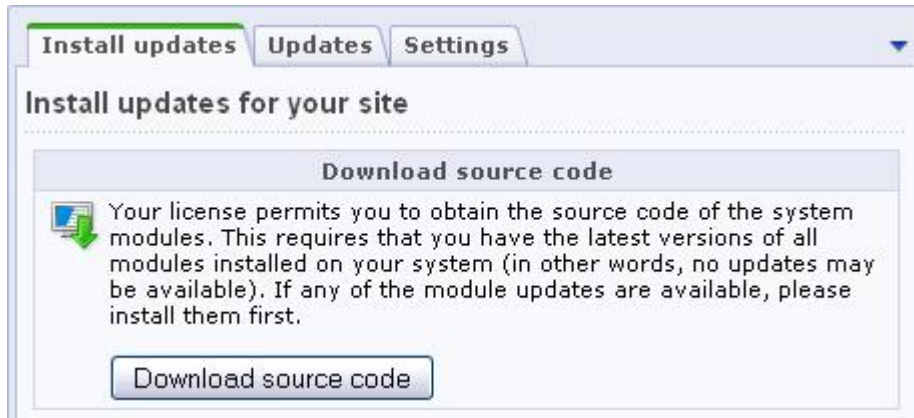 Install updates Updates Settings
Install updates for your site
Download source code
Your license permits you to obtain the source code of the system
modules. This requires that you have the latest versions of all
modules installed on your system (in other words, no updates may
be available). If any of the module updates are available, please
install them first.
Download source code